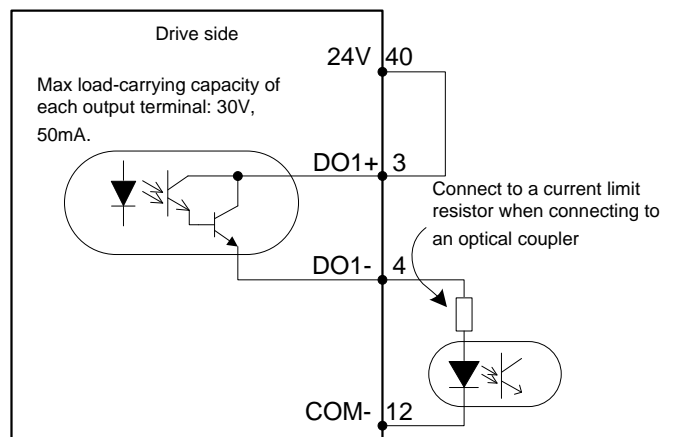 Drive side
24V 40
Max load-carrying capacity of
each output terminal: 30V,
50mA.
DO1+ 3
Connect to a current limit
resistor when connecting to
an optical coupler
DO1- 4
COM- 12